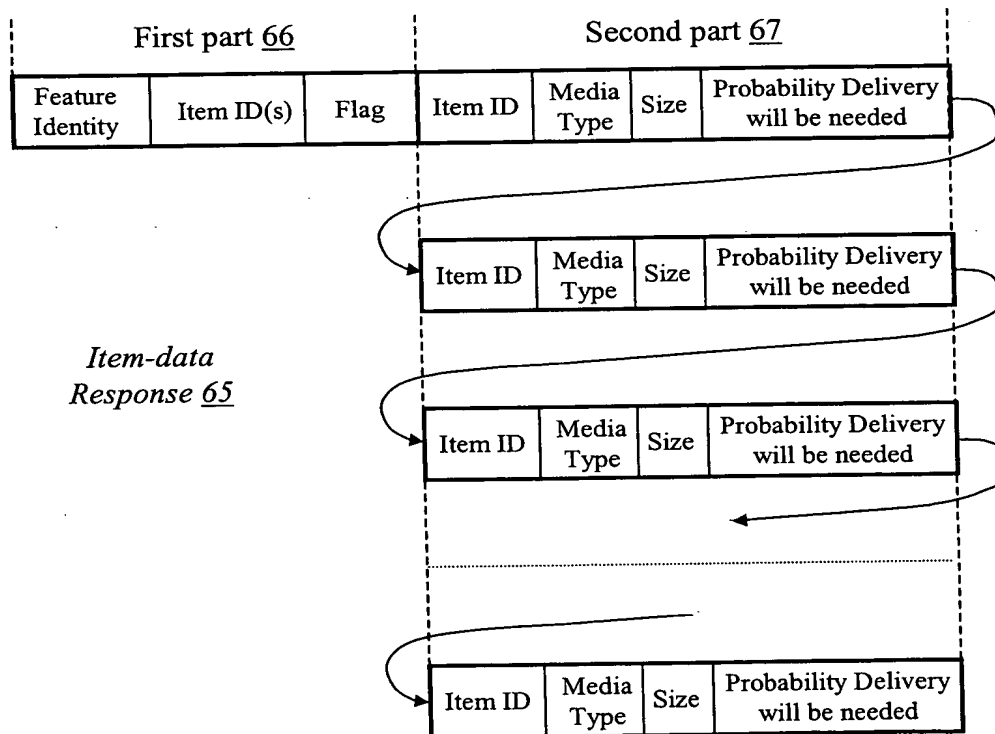 First part 66
Second part 67
Feature Identity
Item ID(s)
Flag
Item ID
Media Type
Size
Probability Delivery will be needed
Item ID
Media Type
Size
Probability Delivery will be needed
Item-data
Response 65
Item ID
Media Type
Size
Probability Delivery will be needed
Item ID
Media Type
Size
Probability Delivery will be needed